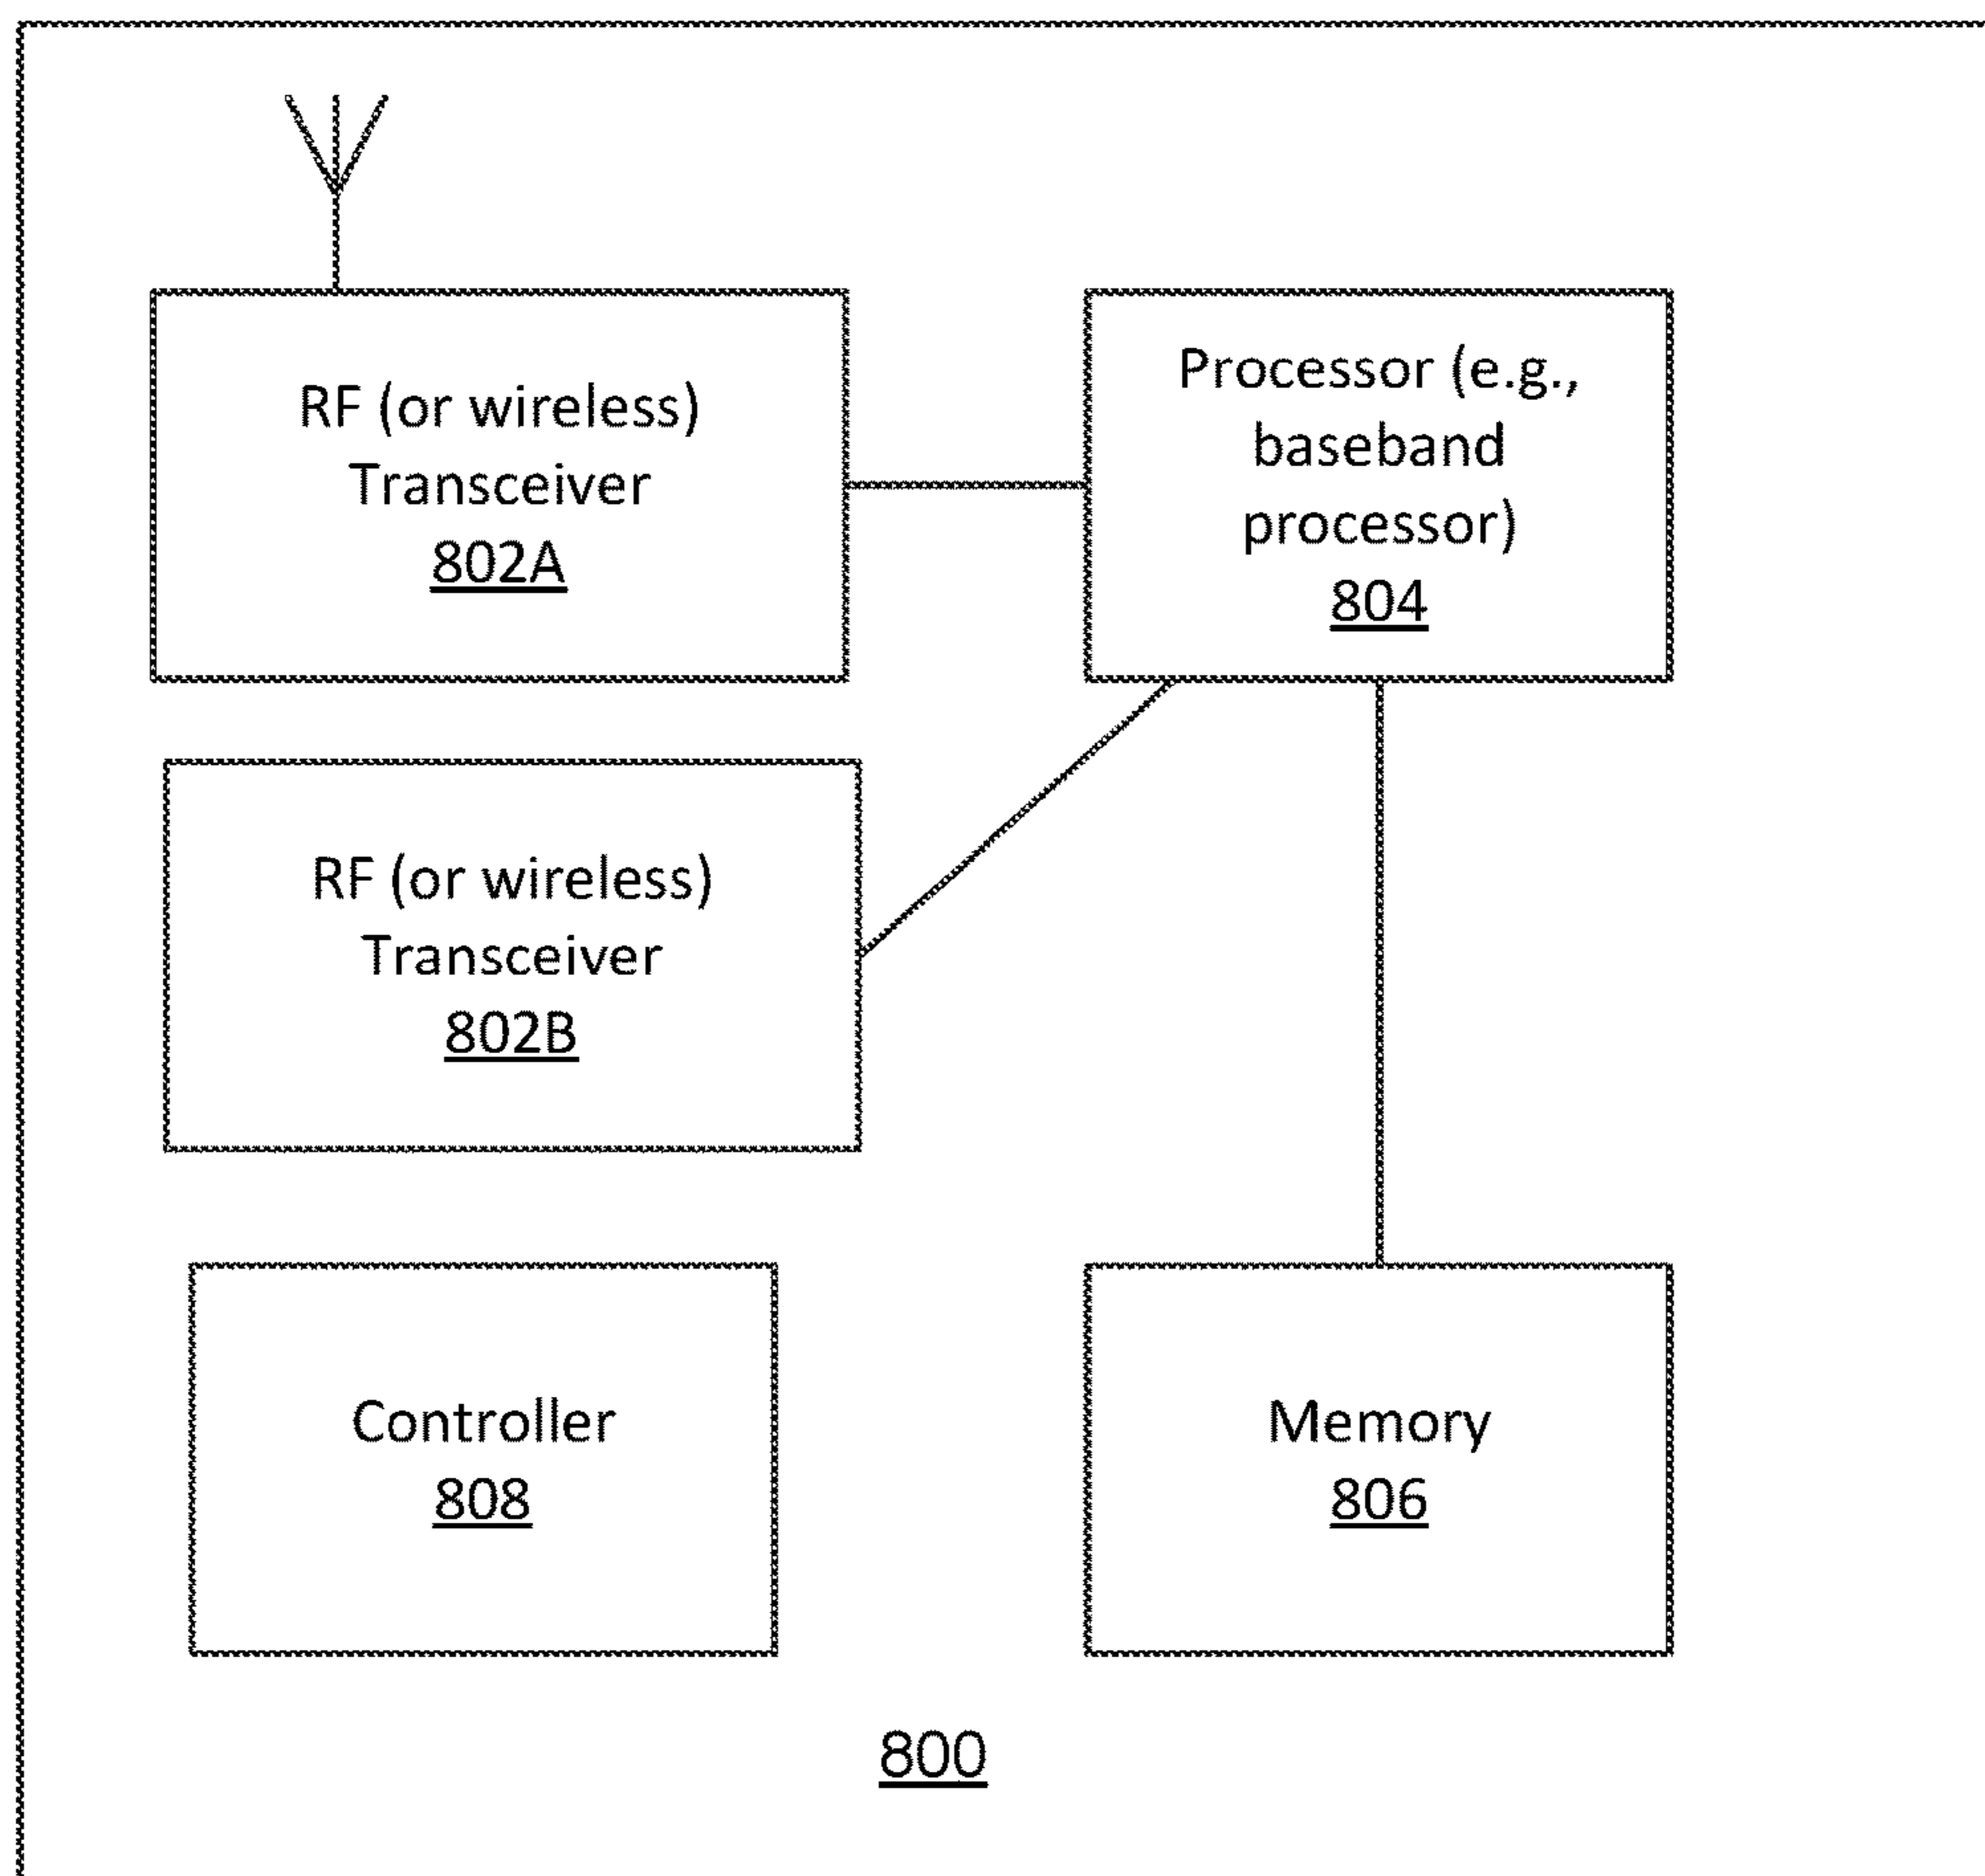 RF (or wireless)
Transceiver
802A
Processor (e.g.,
baseband
processor)
804
RF (or wireless)
Transceiver
802B
Controller
808
Memory
806
800